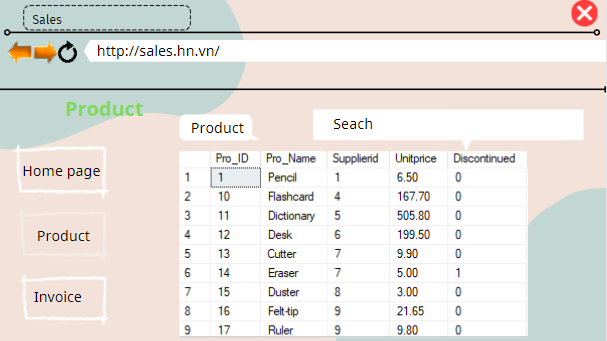 Sales
http://sales.hn.vn/
Product
Product
Seach
Home page
Product
Invoice
Pro_ID Pro_Name Supplierid Unitprice Discontinued
1 1 Pencil 1 6.50 0
2 10 Flashcard 4 167.70 0
3 11 Dictionary 5 505.80 0
4 12 Desk 6 199.50 0
5 13 Cutter 7 9.90 0
6 14 Eraser 7 5.00 1
7 15 Duster 8 3.00 0
8 16 Felt-tip 9 21.65 0
9 17 Ruler 9 9.80 0